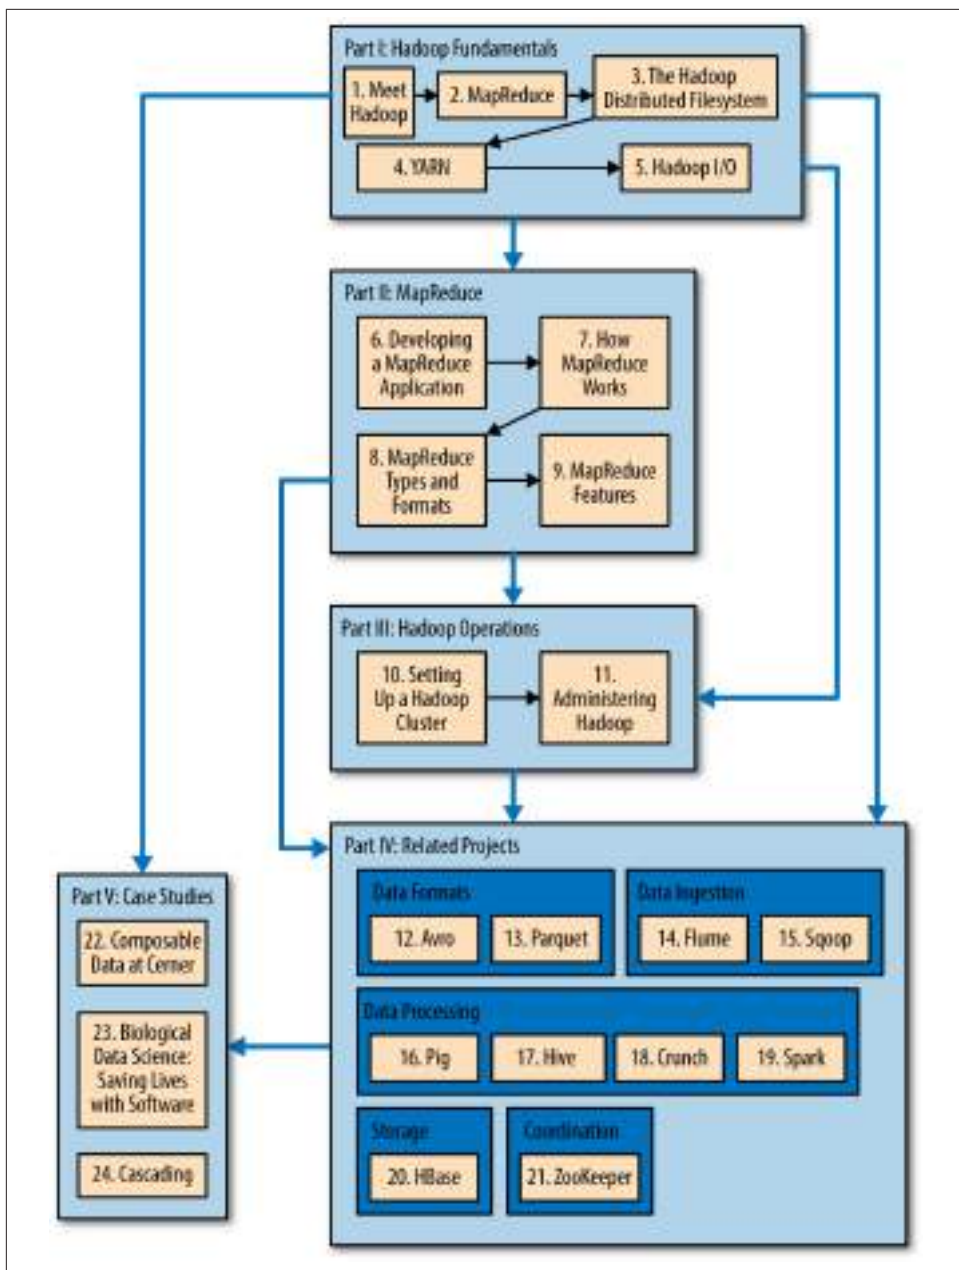 Part I: Hadoop Fundamentals
1. Meet
Hadoop
2. MapReduce
3. The Hadoop
Distributed Filesystem
4. YARN
5. Hadoop I/O
Part II: MapReduce
6. Developing
a MapReduce
Application
7. How
MapReduce
Works
8. MapReduce
Types and
Formats
9. MapReduce
Features
Part III: Hadoop Operations
10. Setting
Up a Hadoop
Cluster
11.
Administering
Hadoop
Part IV: Related Projects
Data Formats
12. Avro
13. Parquet
Data Ingestion
14. Flume
15. Sqoop
Data Processing
16. Pig
17. Hive
18. Crunch
19. Spark
Storage
20. HBase
Coordination
21. ZooKeeper
Part V: Case Studies
22. Composable
Data at Cerner
23. Biological
Data Science:
Saving Lives
with Software
24. Cascading